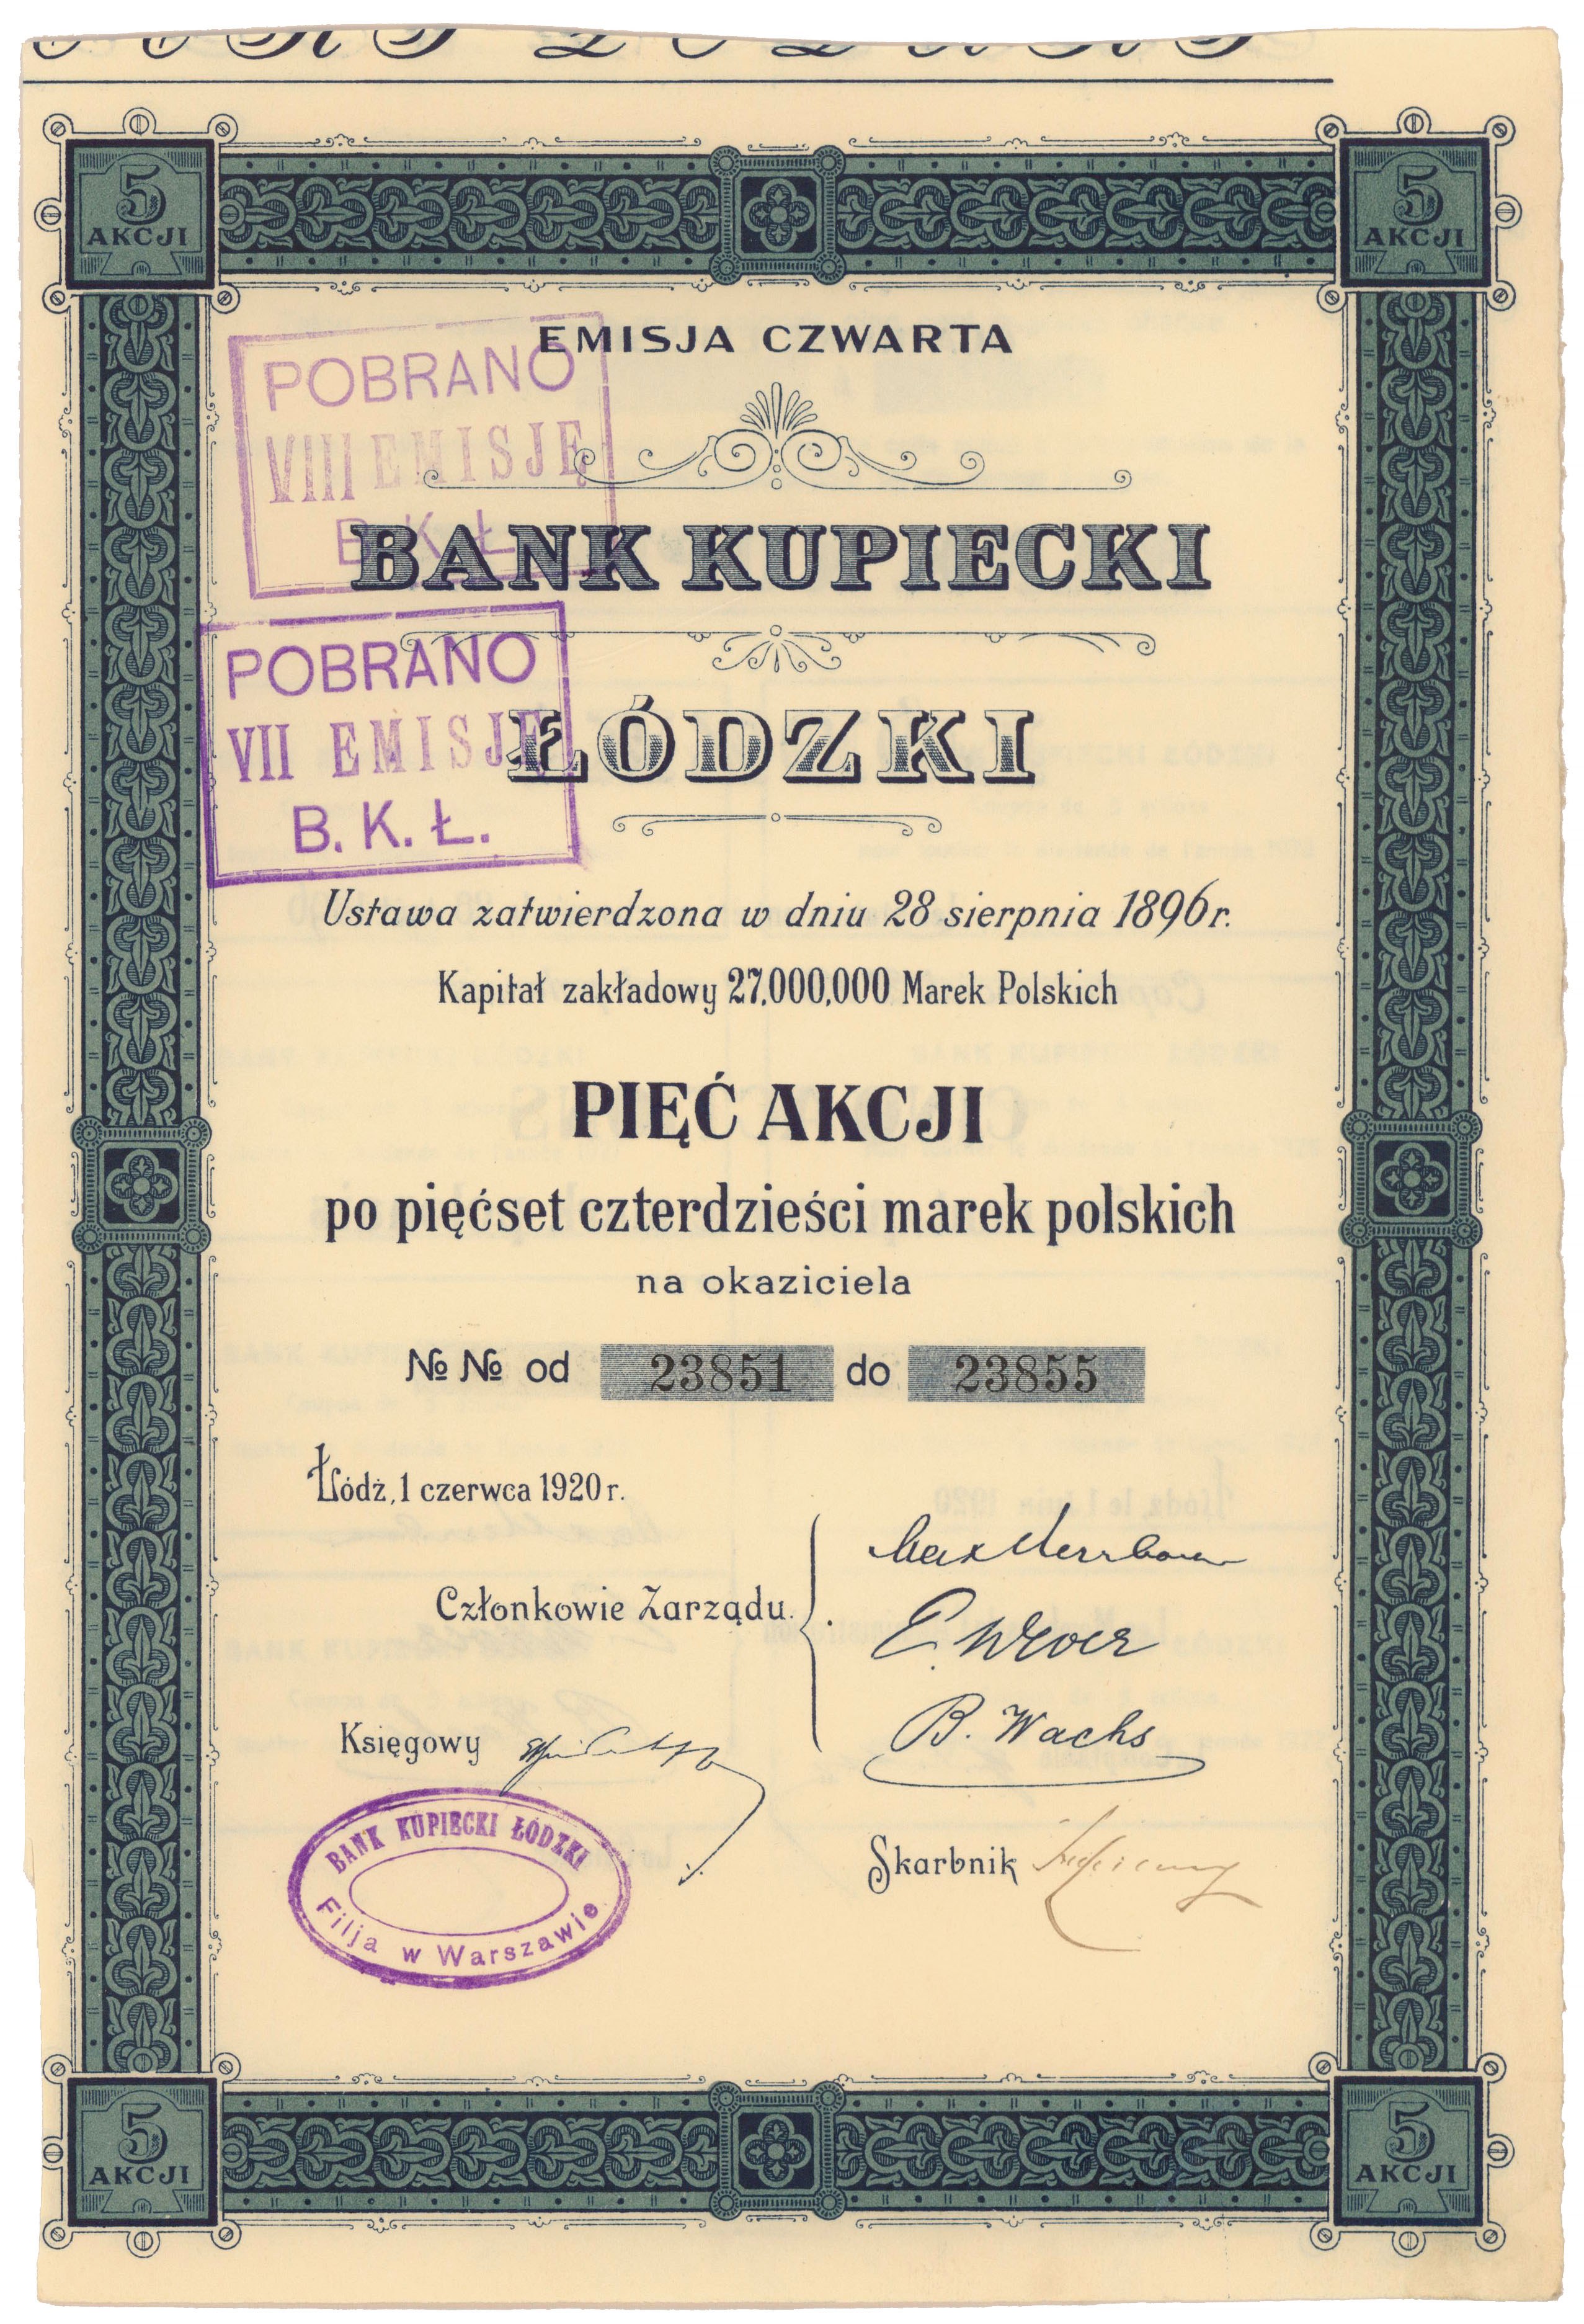 5
AKCJI
5
AKCJI
EMISJA CZWARTA
POBRANO
VIII EMISJĘ
B. K. Ł.
BANK KUPIECKI
POBRANO
VII EMISJĘ
B. K. Ł.
ŁÓDZKI
Ustawa zatwierdzona w dniu 28 sierpnia 1896 r.
Kapitał zakładowy 27.000,000 Marek Polskich
PIĘĆ AKCJI
po pięćset czterdzieści marek polskich
na okaziciela
№ № od 23851 do 23855
Łódź, 1 czerwca 1920 r.
Członkowie Zarządu.
B. Wachs
Księgowy
Skarbnik
BANK KUPIECKI ŁÓDZKI
Filja w Warszawie
5
AKCJI
5
AKCJI